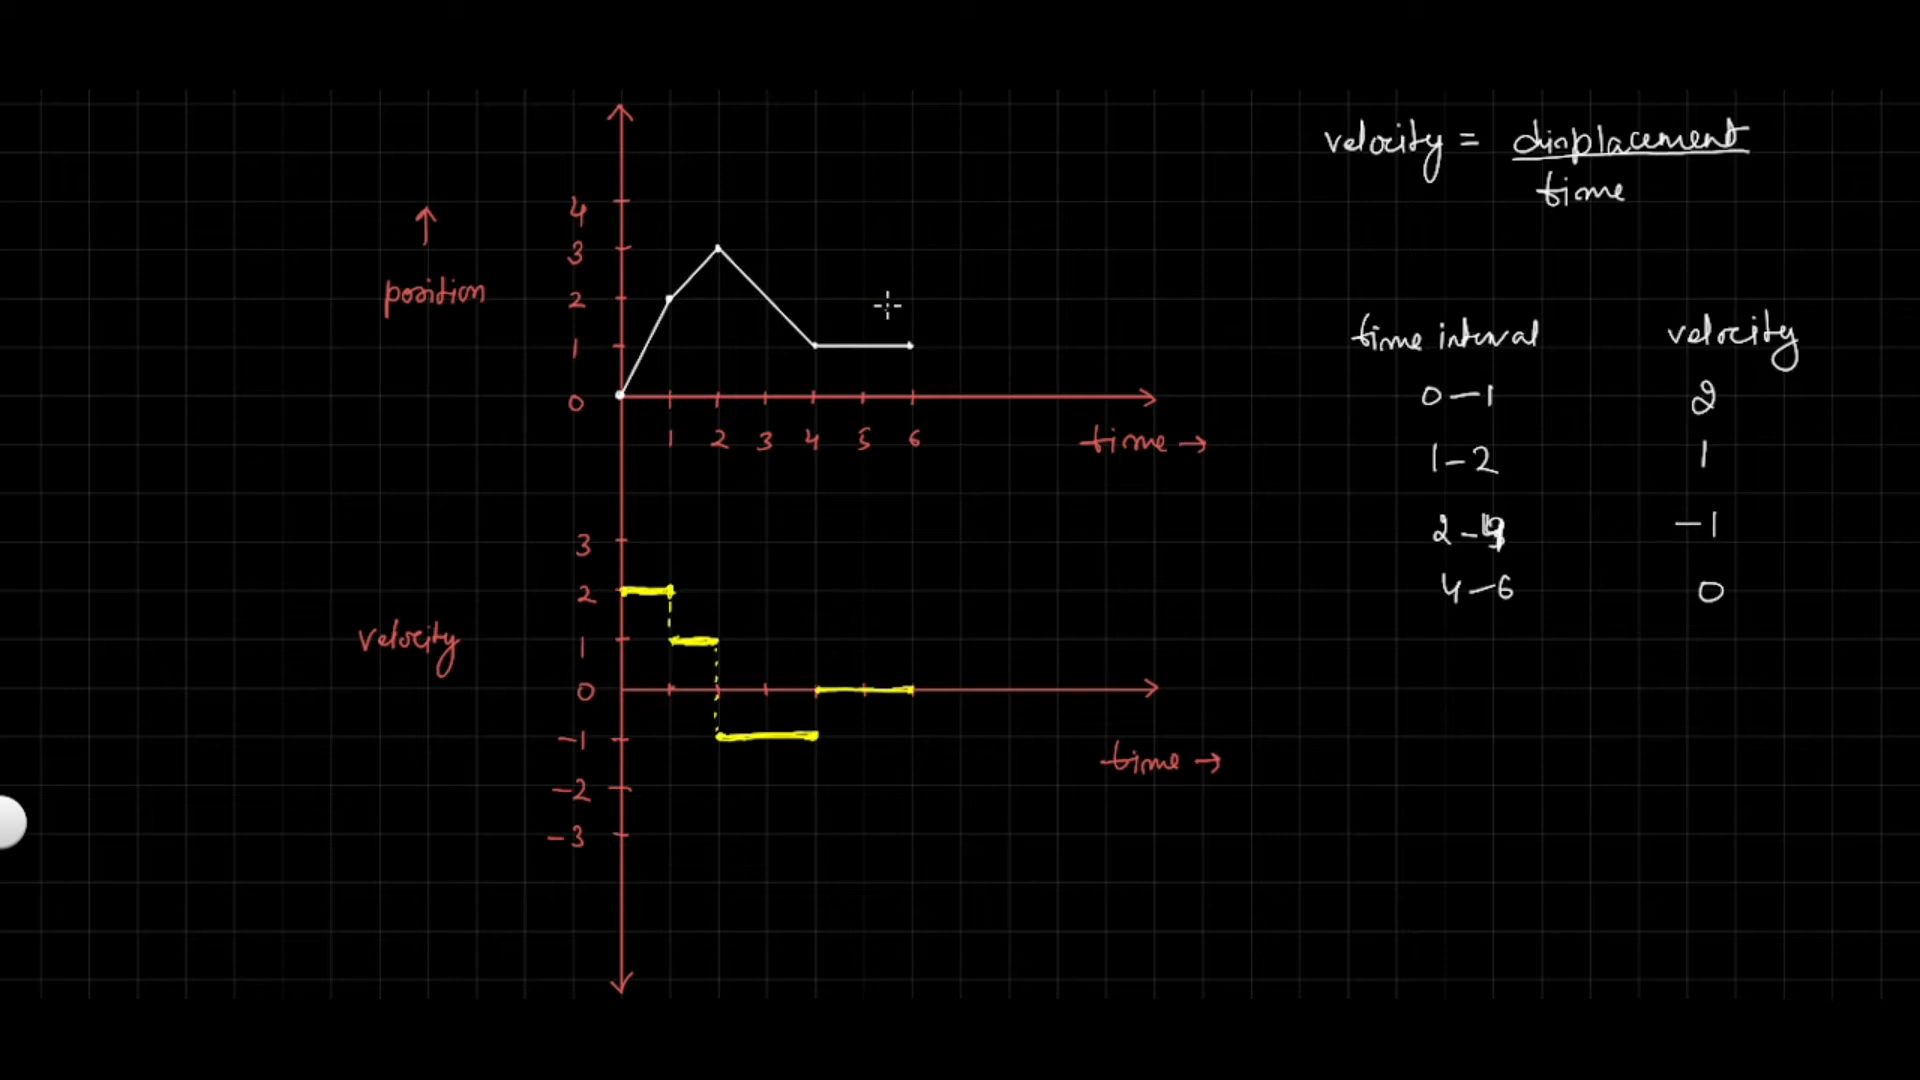 velocity = displacement
time
4
3
position
2
1
0
1 2 3 4 5 6
time →
time interval velocity
0-1 2
1-2 1
2-4 -1
4-6 0
3
2
velocity
1
0
-1
time →
-2
-3